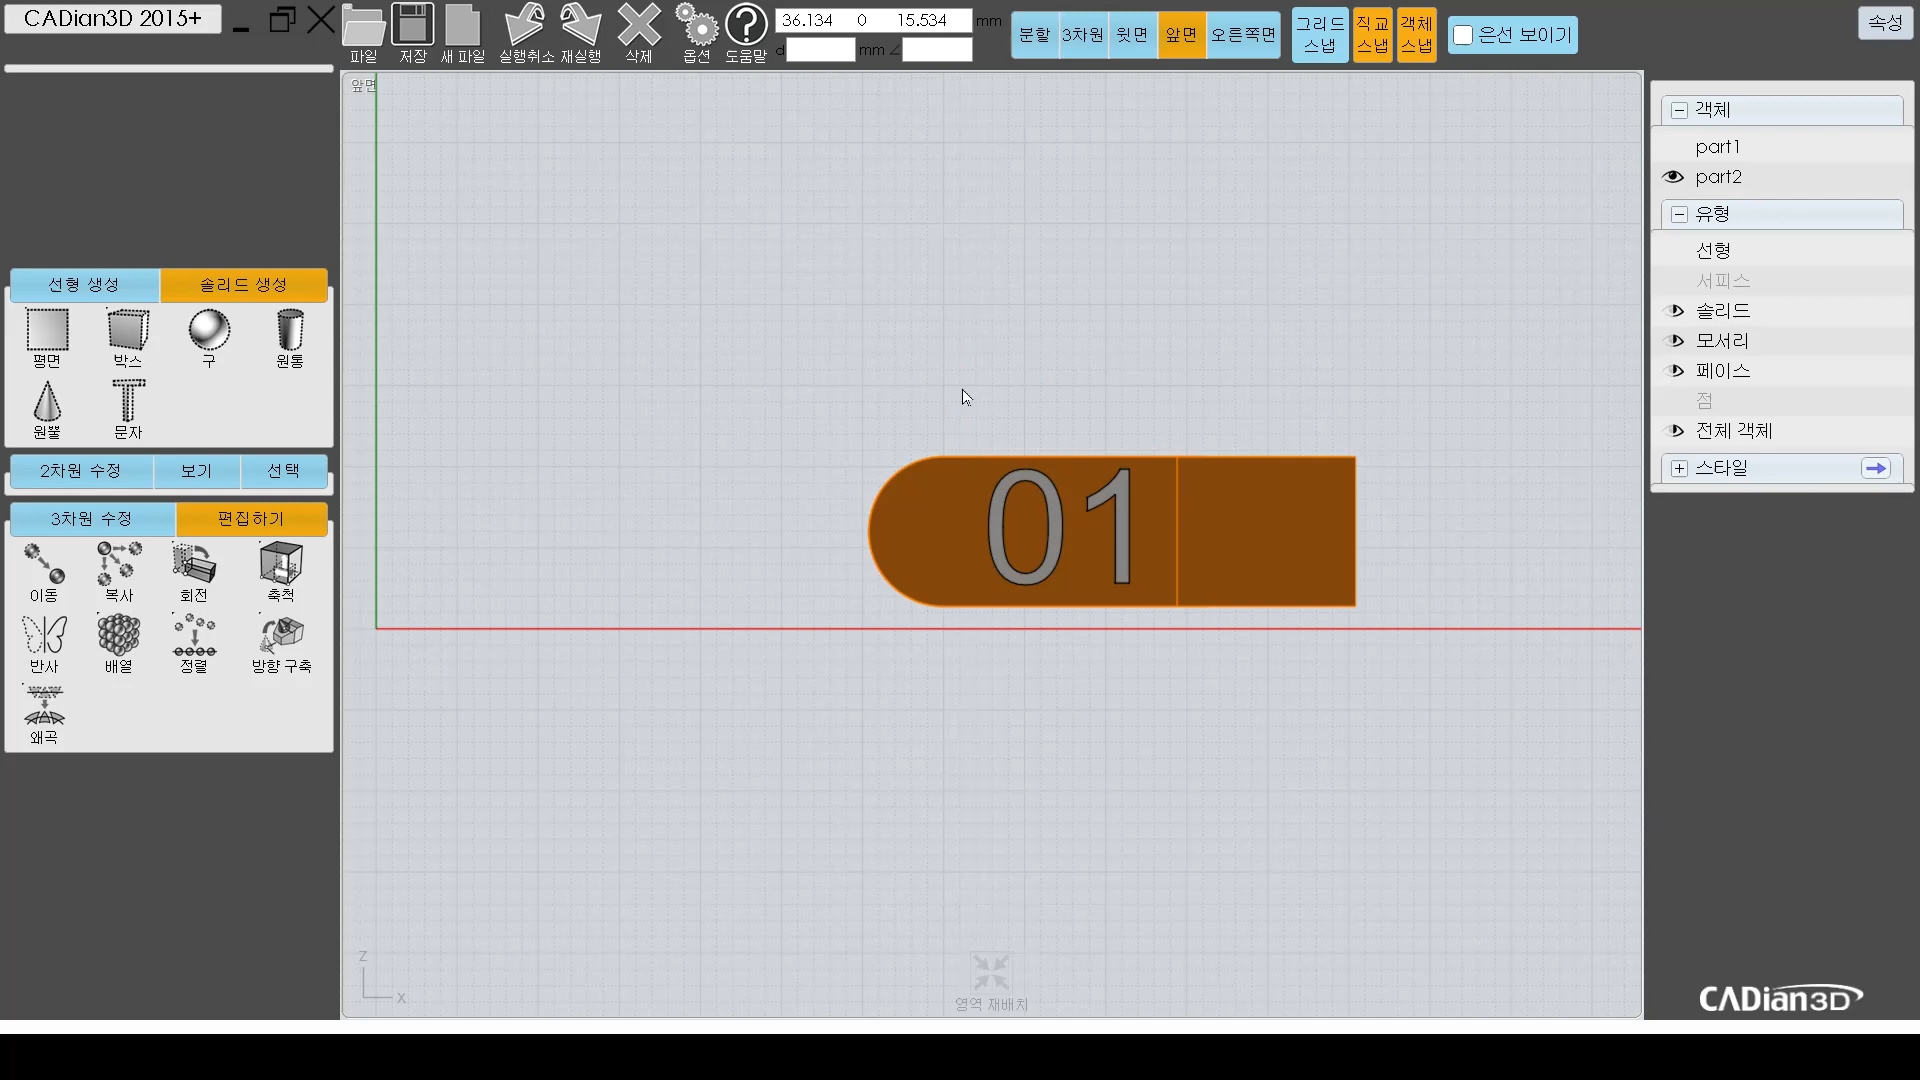 CADian3D 2015+
파일
저장
새 파일
실행취소
재실행
삭제
옵션
도움말
36.134 0 15.534 mm
d mm ∠
분할
3차원
윗면
앞면
오른쪽면
그리드
스냅
직교
스냅
객체
스냅
은선 보이기
속성
앞면
객체
part1
part2
유형
선형
서피스
솔리드
모서리
페이스
점
전체 객체
스타일
선형 생성
솔리드 생성
평면
박스
구
원통
원뿔
문자
2차원 수정
보기
선택
3차원 수정
편집하기
이동
복사
회전
축척
반사
배열
정렬
방향 구축
왜곡
01
Z
X
영역 재배치
CADian3D